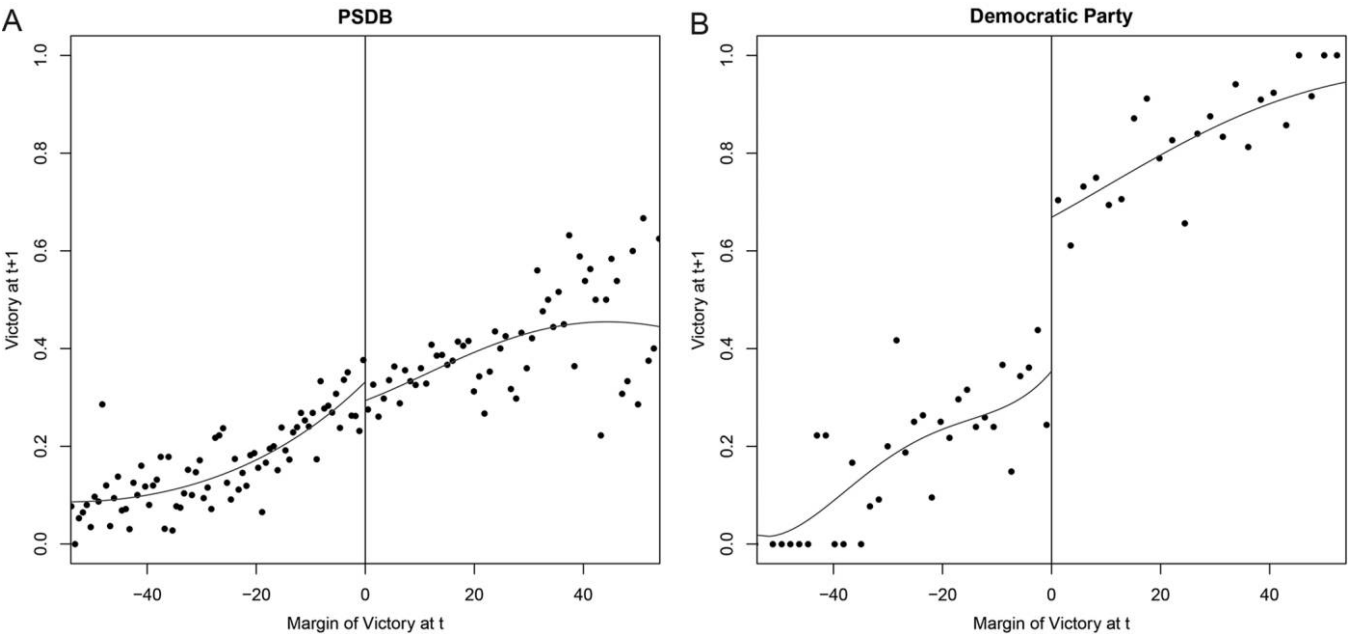 A
PSDB
Victory at t+1
1.0
0.8
0.6
0.4
0.2
0.0
−40
−20
0
20
40
Margin of Victory at t
B
Democratic Party
Victory at t+1
1.0
0.8
0.6
0.4
0.2
0.0
−40
−20
0
20
40
Margin of Victory at t